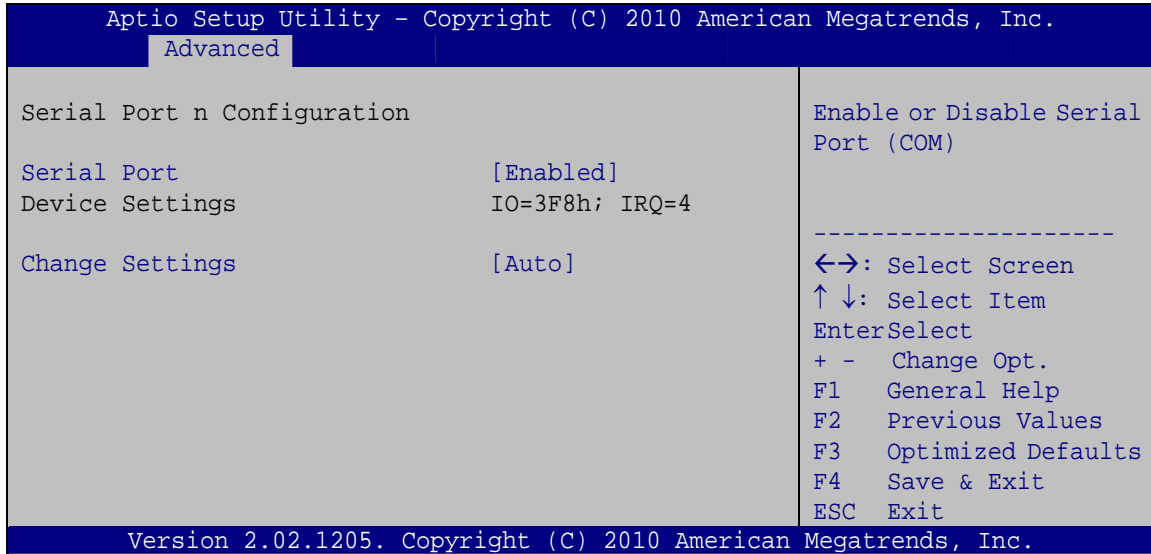 Aptio Setup Utility – Copyright (C) 2010 American Megatrends, Inc.
Advanced
Serial Port n Configuration
Serial Port [Enabled]
Device Settings IO=3F8h; IRQ=4
Change Settings [Auto]
Enable or Disable Serial
Port (COM)
---------------------
←→: Select Screen
↑ ↓: Select Item
EnterSelect
+ - Change Opt.
F1 General Help
F2 Previous Values
F3 Optimized Defaults
F4 Save & Exit
ESC Exit
Version 2.02.1205. Copyright (C) 2010 American Megatrends, Inc.